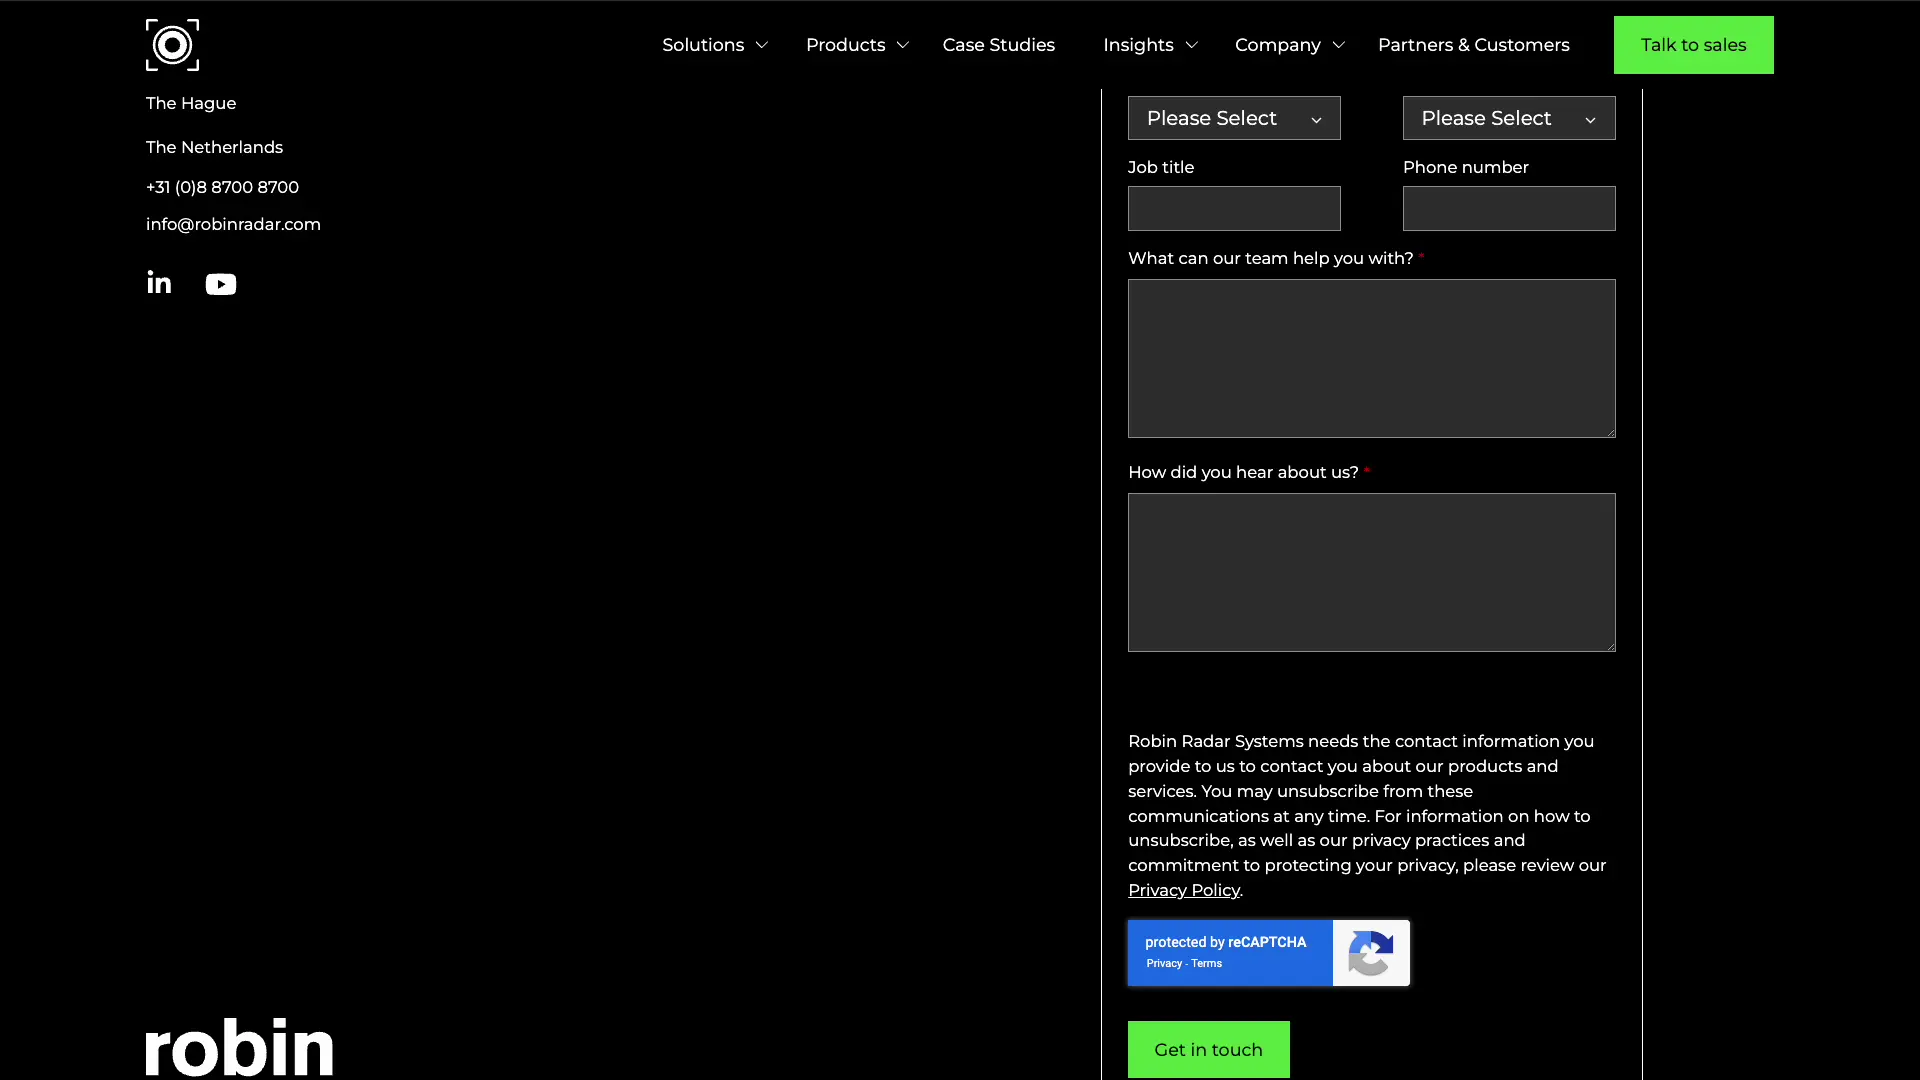 Solutions
Products
Case Studies
Insights
Company
Partners & Customers
Talk to sales
The Hague
The Netherlands
+31 (0)8 8700 8700
info@robinradar.com
Please Select
Please Select
Job title
Phone number
What can our team help you with? *
How did you hear about us? *
Robin Radar Systems needs the contact information you
provide to us to contact you about our products and
services. You may unsubscribe from these
communications at any time. For information on how to
unsubscribe, as well as our privacy practices and
commitment to protecting your privacy, please review our
Privacy Policy.
protected by reCAPTCHA
Privacy - Terms
Get in touch
robin